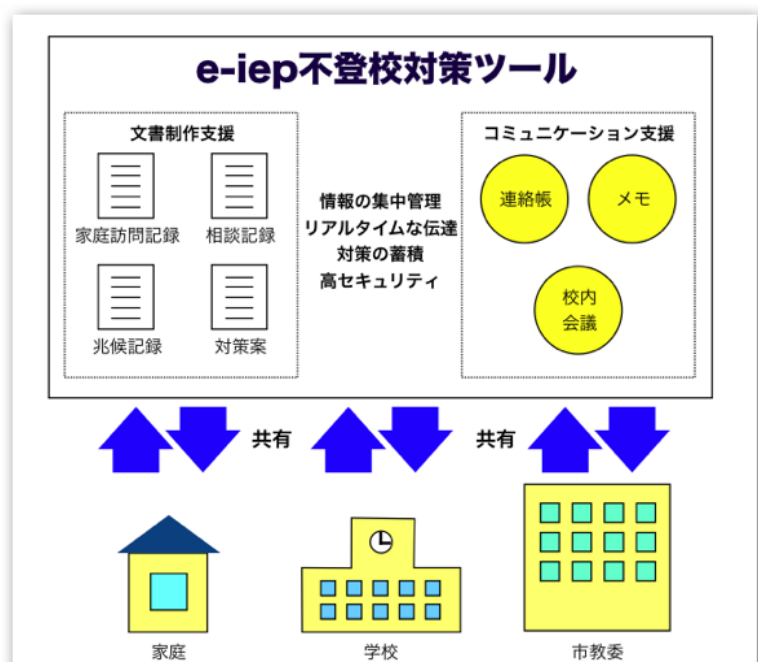 e-iep不登校対策ツール
文書制作支援
家庭訪問記録
相談記録
兆候記録
対策案
情報の集中管理
リアルタイムな伝達
対策の蓄積
高セキュリティ
コミュニケーション支援
連絡帳
メモ
校内
会議
共有
共有
家庭
学校
市教委